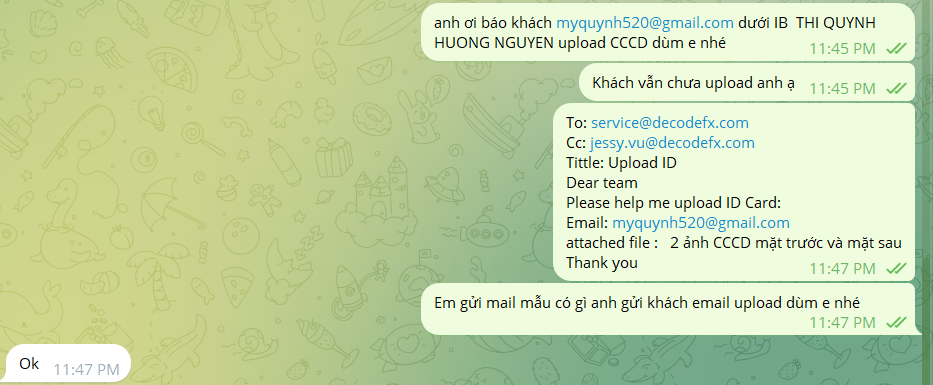 anh ơi báo khách myquynh520@gmail.com dưới IB  THI QUYNH
HUONG NGUYEN upload CCCD dùm e nhé
11:45 PM
Khách vẫn chưa upload anh ạ
11:45 PM
To: service@decodefx.com
Cc: jessy.vu@decodefx.com
Tittle: Upload ID
Dear team
Please help me upload ID Card:
Email: myquynh520@gmail.com
attached file :   2 ảnh CCCD mặt trước và mặt sau
Thank you
11:47 PM
Em gửi mail mẫu có gì anh gửi khách email upload dùm e nhé
11:47 PM
Ok
11:47 PM